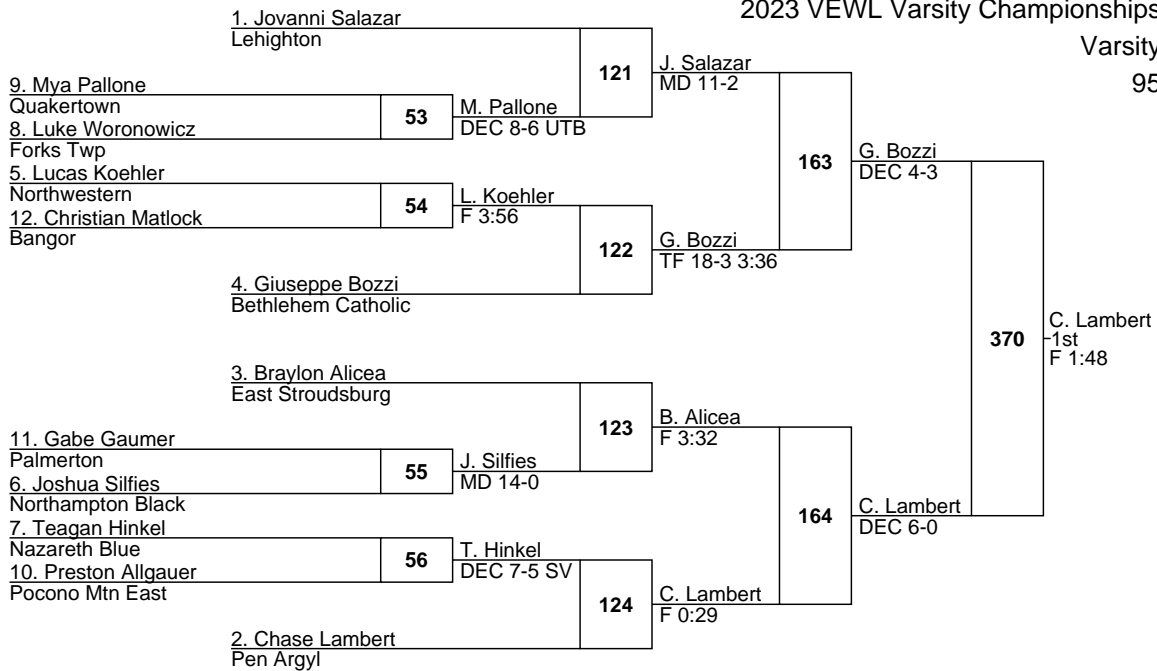 2023 VEWL Varsity Championships
Varsity
95
1. Jovanni Salazar
Lehighton
121
J. Salazar
MD 11-2
9. Mya Pallone
Quakertown
53
M. Pallone
DEC 8-6 UTB
8. Luke Woronowicz
Forks Twp
163
G. Bozzi
DEC 4-3
5. Lucas Koehler
Northwestern
54
L. Koehler
F 3:56
12. Christian Matlock
Bangor
122
G. Bozzi
TF 18-3 3:36
4. Giuseppe Bozzi
Bethlehem Catholic
370
C. Lambert
1st
F 1:48
3. Braylon Alicea
East Stroudsburg
123
B. Alicea
F 3:32
11. Gabe Gaumer
Palmerton
55
J. Silfies
MD 14-0
6. Joshua Silfies
Northampton Black
164
C. Lambert
DEC 6-0
7. Teagan Hinkel
Nazareth Blue
56
T. Hinkel
DEC 7-5 SV
10. Preston Allgauer
Pocono Mtn East
124
C. Lambert
F 0:29
2. Chase Lambert
Pen Argyl